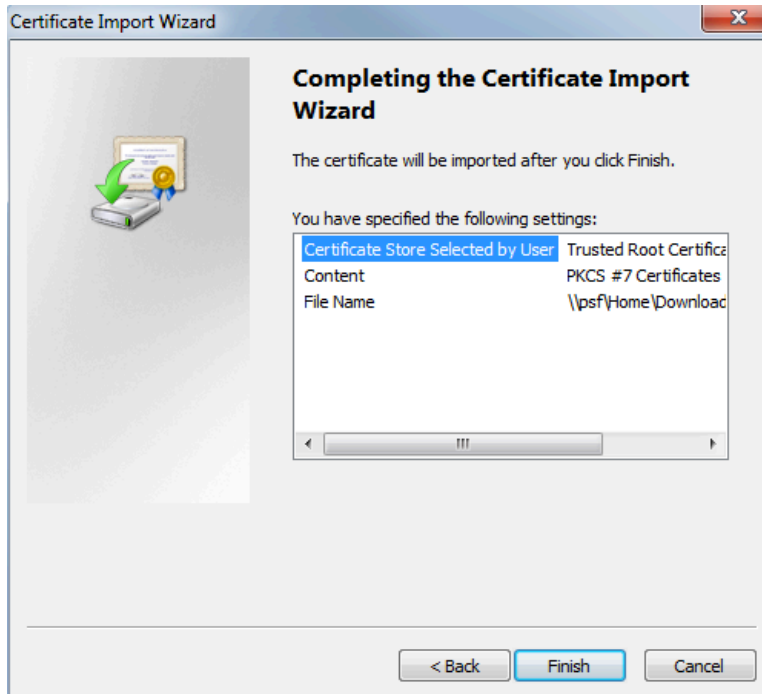 Certificate Import Wizard
Completing the Certificate Import
Wizard
The certificate will be imported after you click Finish.
You have specified the following settings:
Certificate Store Selected by User Trusted Root Certifica
Content PKCS #7 Certificates
File Name \\psf\Home\Download
< Back Finish Cancel